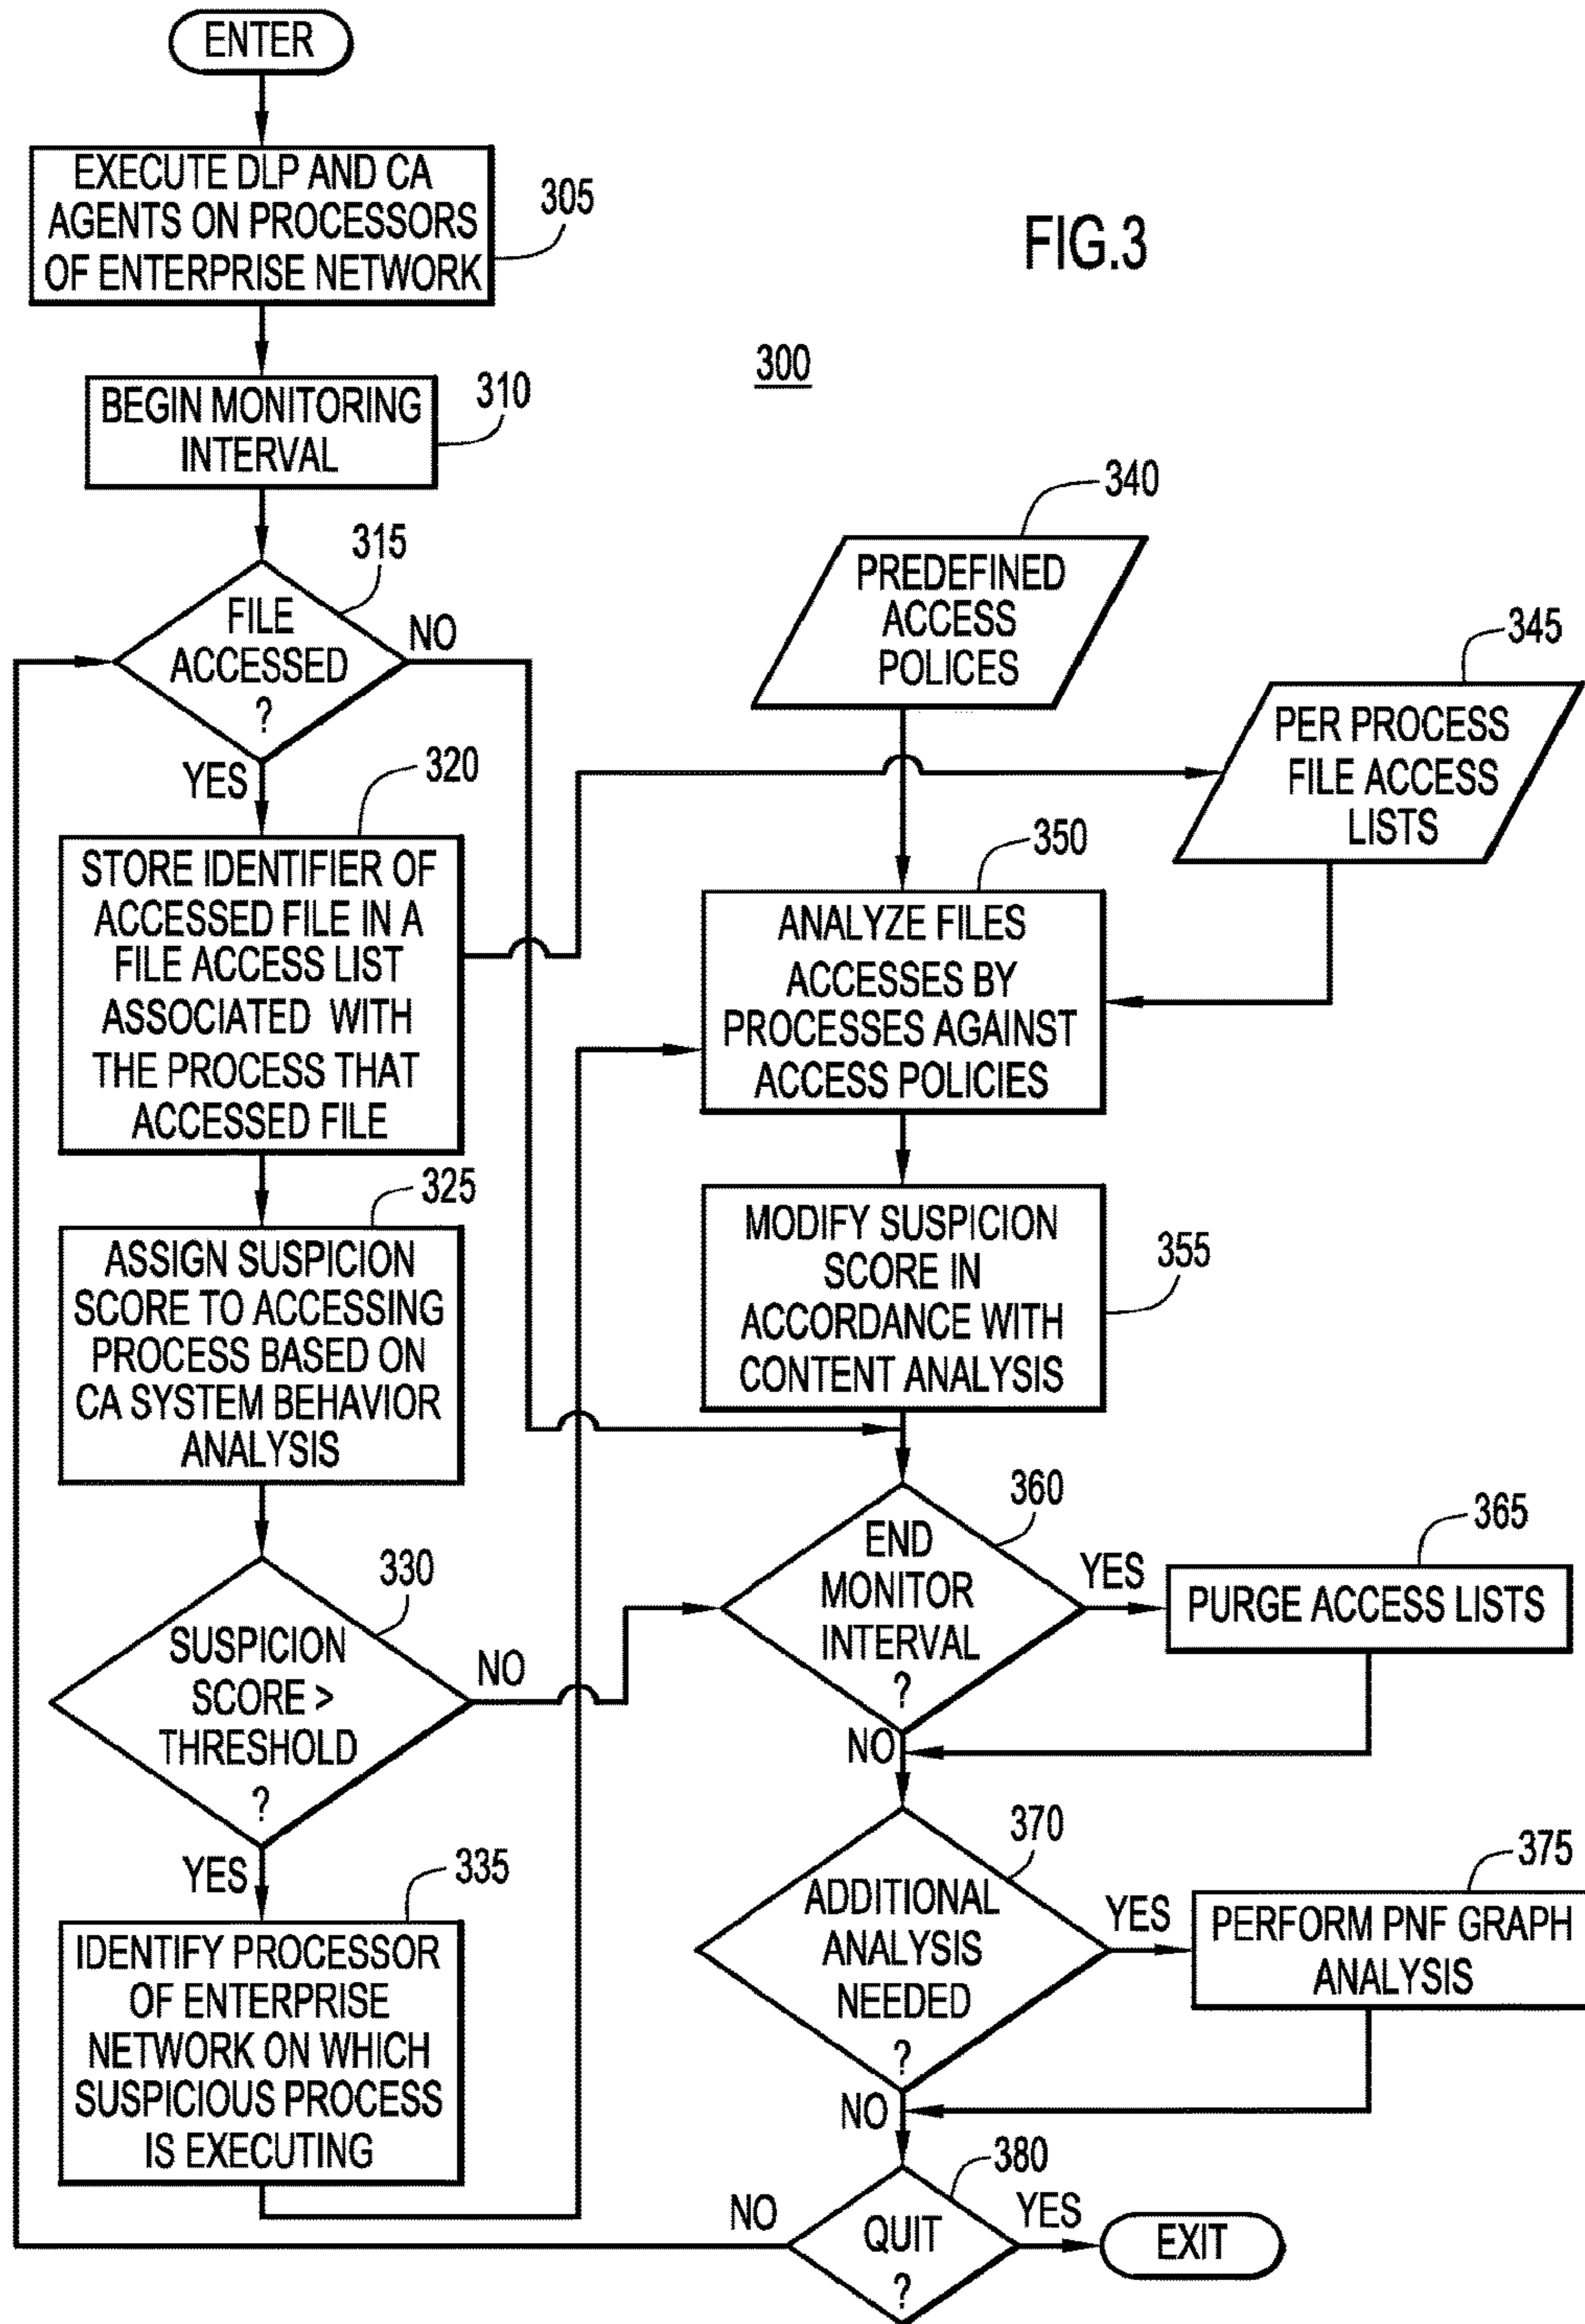 ENTER
EXECUTE DLP AND CA
AGENTS ON PROCESSORS
OF ENTERPRISE NETWORK
305
FIG.3
300
BEGIN MONITORING
INTERVAL
310
FILE
ACCESSED
?
315
NO
YES
STORE IDENTIFIER OF
ACCESSED FILE IN A
FILE ACCESS LIST
ASSOCIATED WITH
THE PROCESS THAT
ACCESSED FILE
320
ASSIGN SUSPICION
SCORE TO ACCESSING
PROCESS BASED ON
CA SYSTEM BEHAVIOR
ANALYSIS
325
SUSPICION
SCORE >
THRESHOLD
?
330
NO
YES
IDENTIFY PROCESSOR
OF ENTERPRISE
NETWORK ON WHICH
SUSPICIOUS PROCESS
IS EXECUTING
335
PREDEFINED
ACCESS
POLICES
340
PER PROCESS
FILE ACCESS
LISTS
345
ANALYZE FILES
ACCESSES BY
PROCESSES AGAINST
ACCESS POLICIES
350
MODIFY SUSPICION
SCORE IN
ACCORDANCE WITH
CONTENT ANALYSIS
355
END
MONITOR
INTERVAL
?
360
YES
NO
PURGE ACCESS LISTS
365
ADDITIONAL
ANALYSIS
NEEDED
?
370
YES
NO
PERFORM PNF GRAPH
ANALYSIS
375
QUIT
?
380
NO
YES
EXIT